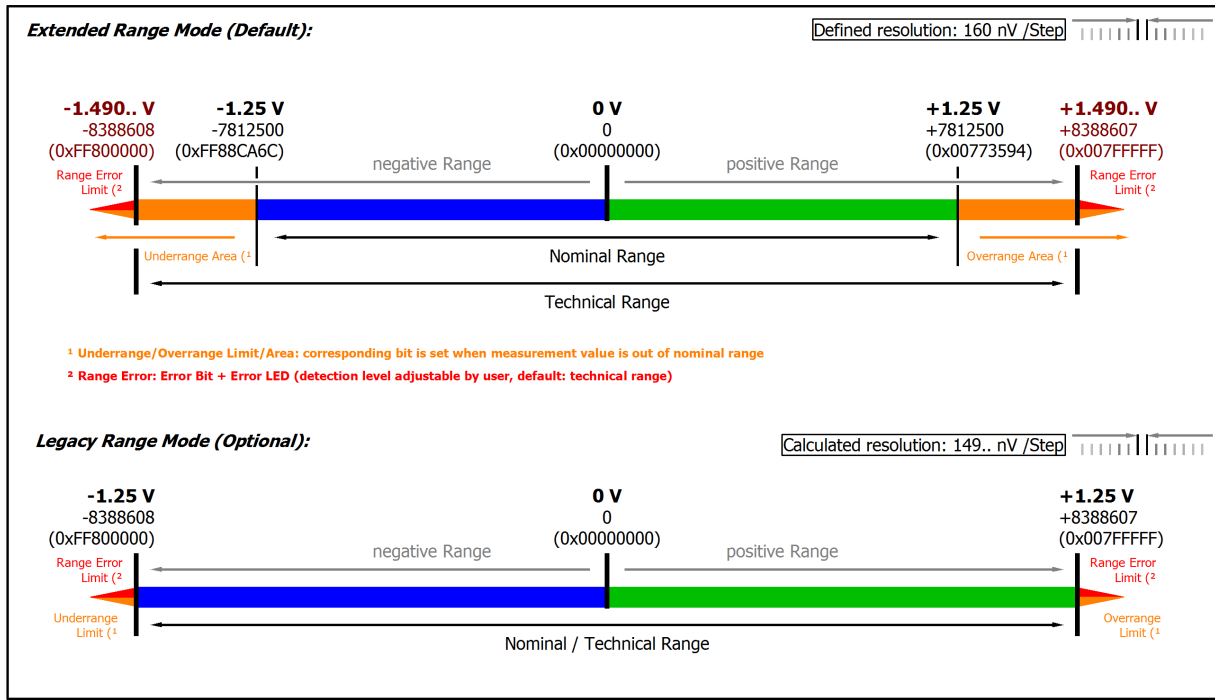 Extended Range Mode (Default):
Defined resolution: 160 nV /Step
-1.490.. V
-8388608
(0xFF800000)
-1.25 V
-7812500
(0xFF88CA6C)
0 V
0
(0x00000000)
+1.25 V
+7812500
(0x00773594)
+1.490.. V
+8388607
(0x007FFFFF)
negative Range
positive Range
Range Error
Limit (²
Range Error
Limit (²
Underrange Area (¹
Nominal Range
Overrange Area (¹
Technical Range
¹ Underrange/Overrange Limit/Area: corresponding bit is set when measurement value is out of nominal range
² Range Error: Error Bit + Error LED (detection level adjustable by user, default: technical range)
Legacy Range Mode (Optional):
Calculated resolution: 149.. nV /Step
-1.25 V
-8388608
(0xFF800000)
0 V
0
(0x00000000)
+1.25 V
+8388607
(0x007FFFFF)
negative Range
positive Range
Range Error
Limit (²
Range Error
Limit (²
Underrange
Limit (¹
Overrange
Limit (¹
Nominal / Technical Range